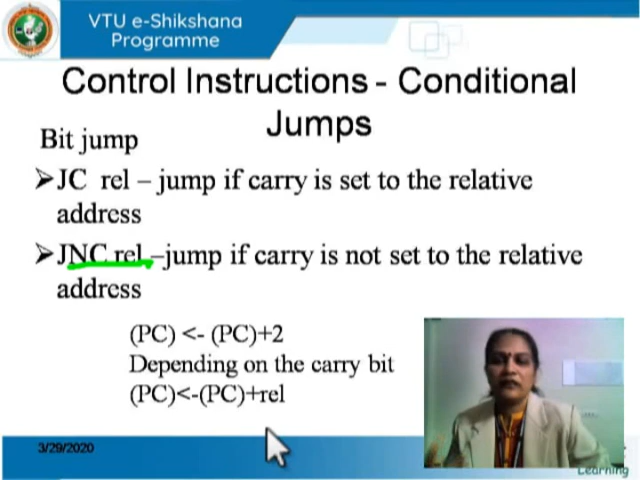 VTU e-Shikshana
Programme
Control Instructions - Conditional
Jumps
Bit jump
➢JC rel – jump if carry is set to the relative
address
➢JNC rel –jump if carry is not set to the relative
address
(PC) <- (PC)+2
Depending on the carry bit
(PC)<-(PC)+rel
3/29/2020
Learning